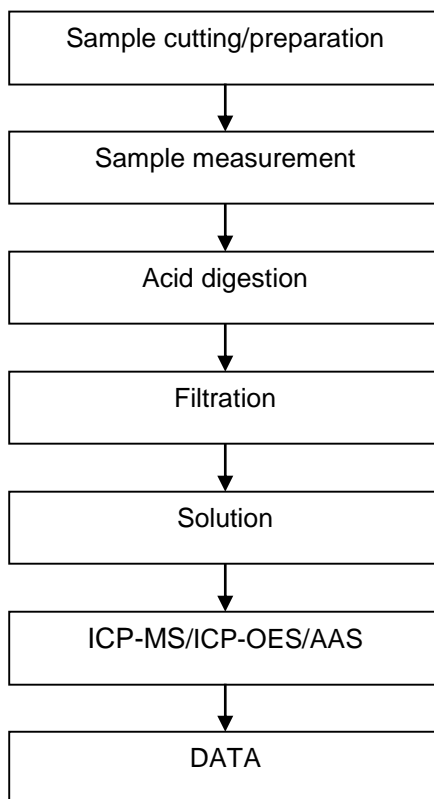 Sample cutting/preparation
Sample measurement
Acid digestion
Filtration
Solution
ICP-MS/ICP-OES/AAS
DATA